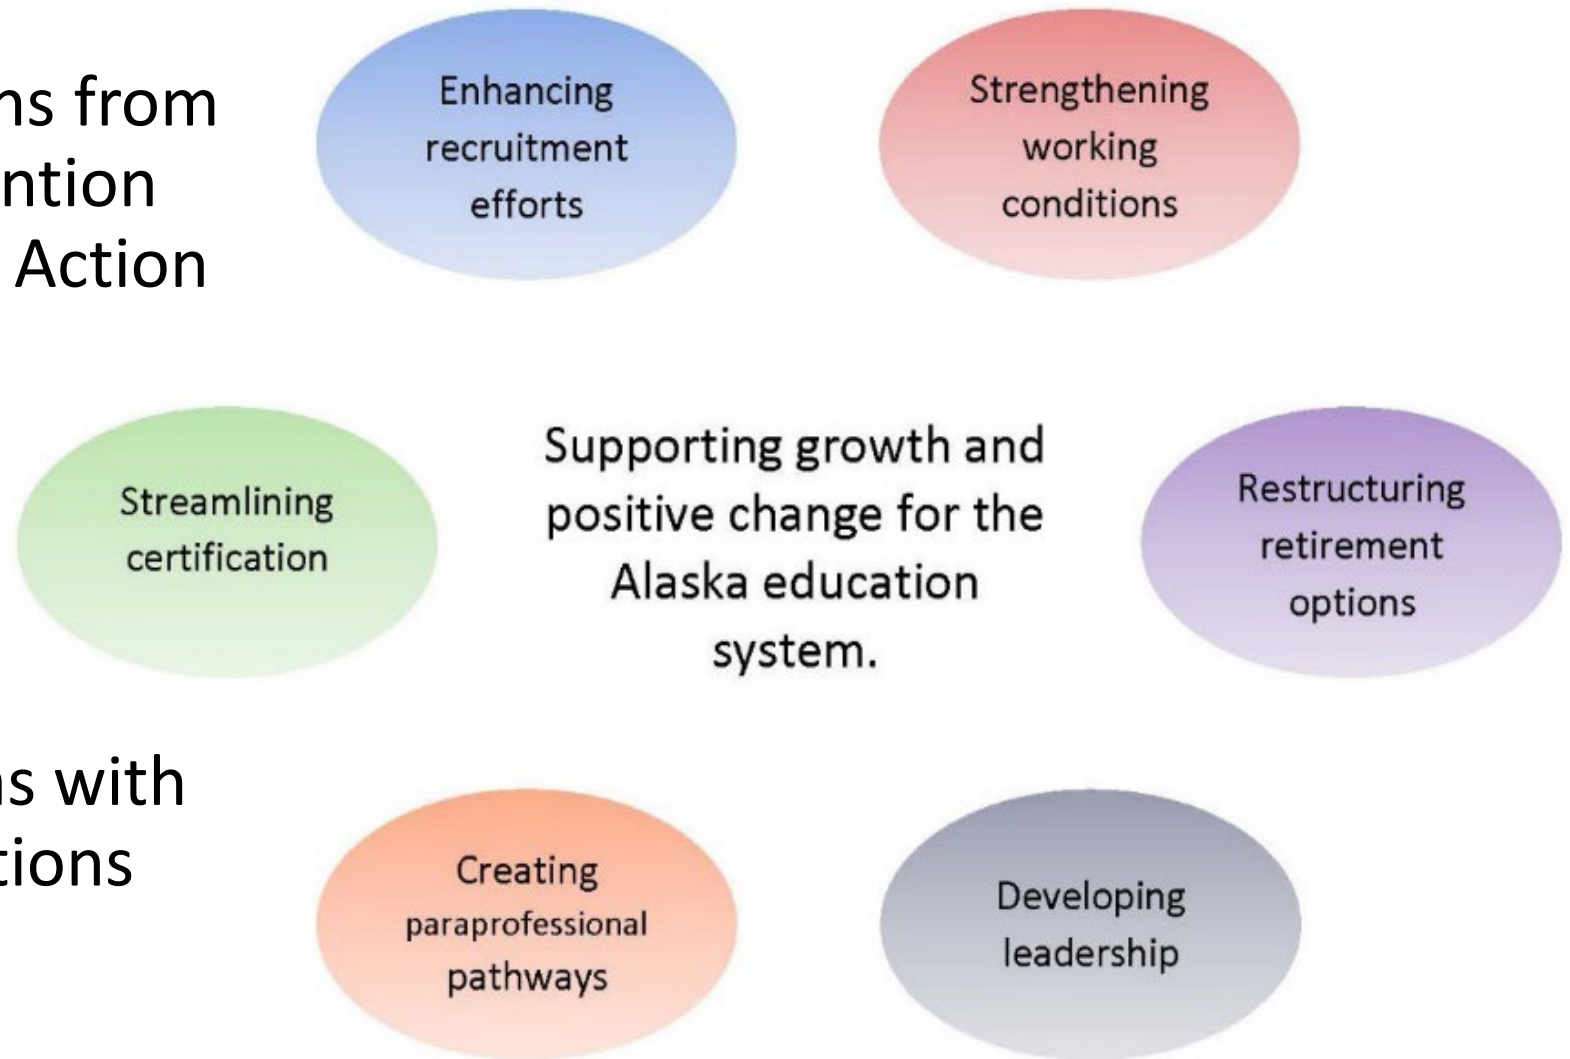 ns from
ntion
Action
Enhancing
recruitment
efforts
Strengthening
working
conditions
Streamlining
certification
Supporting growth and
positive change for the
Alaska education
system.
Restructuring
retirement
options
ns with
tions
Creating
paraprofessional
pathways
Developing
leadership